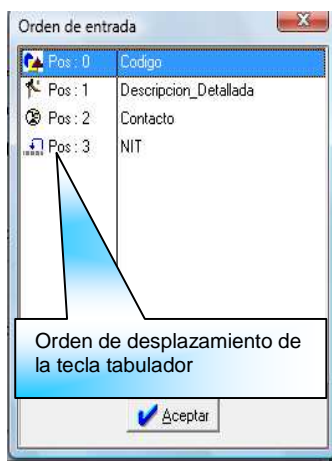 Orden de entrada
Pos : 0 Codigo
Pos : 1 Descripcion_Detallada
Pos : 2 Contacto
Pos : 3 NIT
Orden de desplazamiento de
la tecla tabulador
Aceptar